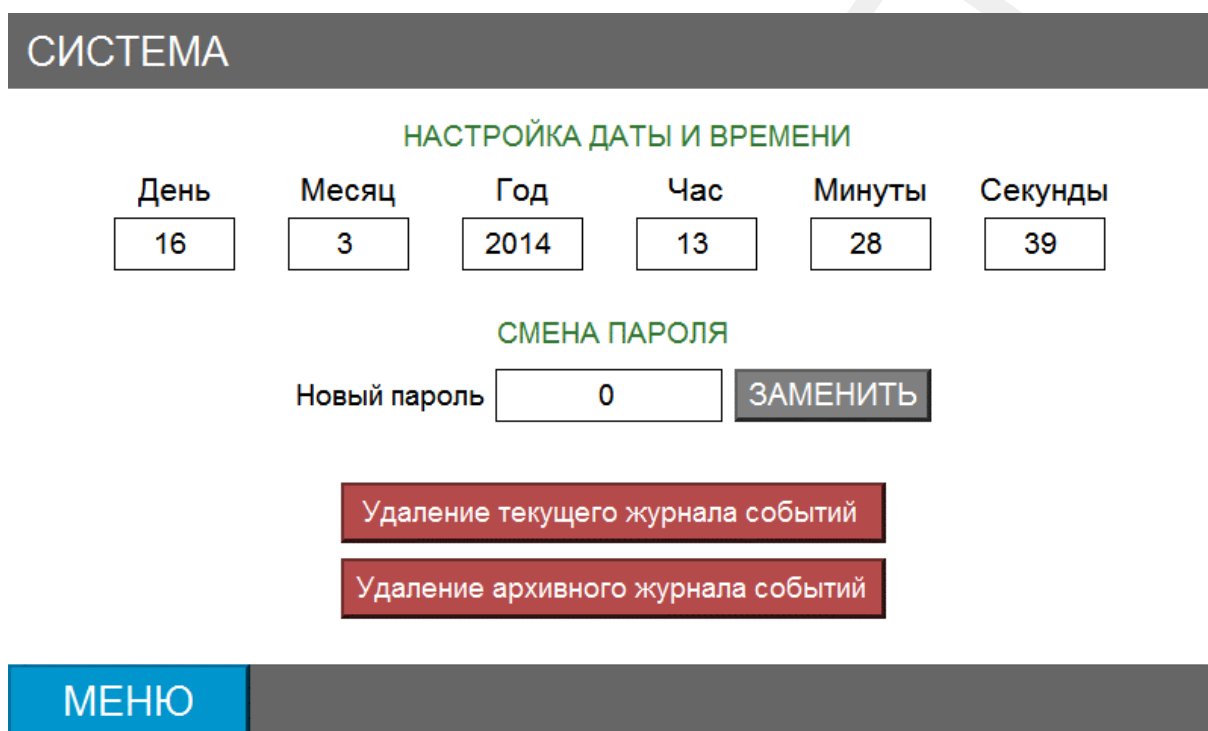 СИСТЕМА
НАСТРОЙКА ДАТЫ И ВРЕМЕНИ
День Месяц Год Час Минуты Секунды
16 3 2014 13 28 39
СМЕНА ПАРОЛЯ
Новый пароль 0 ЗАМЕНИТЬ
Удаление текущего журнала событий
Удаление архивного журнала событий
МЕНЮ